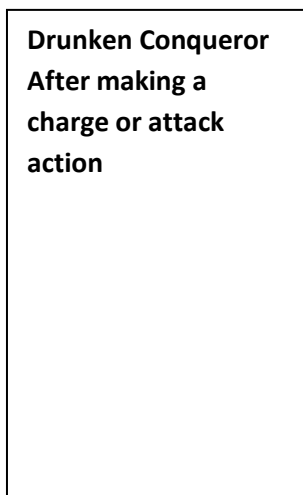 Drunken Conqueror
After making a
charge or attack
action